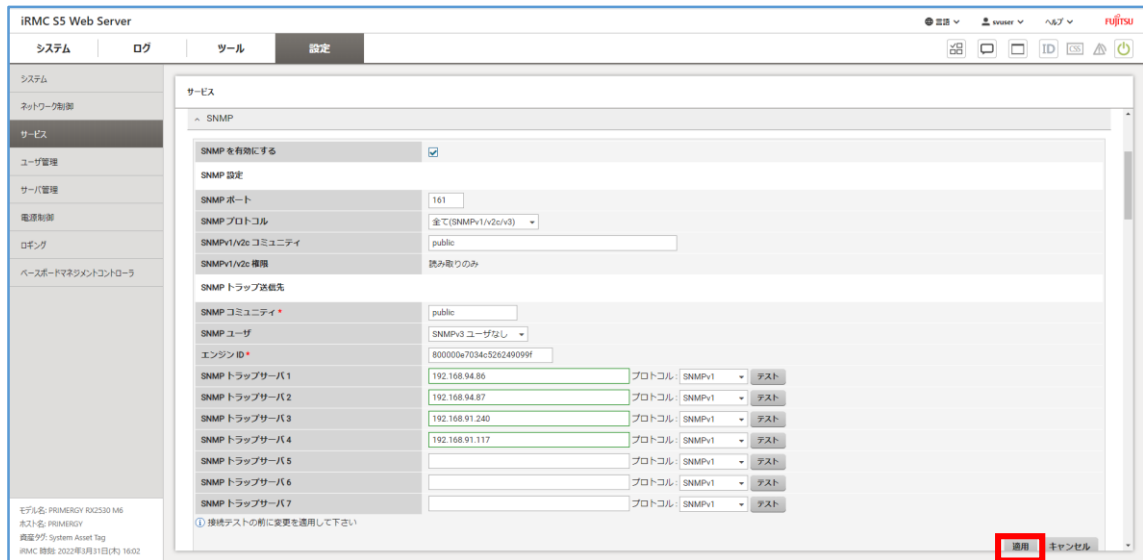 iRMC S5 Web Server 言語 svuser ヘルプ FUJITSU
システム ログ ツール 設定 ID CSS
システム
ネットワーク制御
サービス
ユーザ管理
サーバ管理
電源制御
ロギング
ベースボードマネジメントコントローラ
サービス
SNMP
SNMP を有効にする
SNMP 設定
SNMP ポート 161
SNMP プロトコル 全て(SNMPv1/v2c/v3)
SNMPv1/v2c コミュニティ public
SNMPv1/v2c 権限 読み取りのみ
SNMP トラップ送信先
SNMP コミュニティ * public
SNMP ユーザ SNMPv3 ユーザなし
エンジン ID * 800000e7034c526249099f
SNMP トラップサーバ 1 192.168.94.86 プロトコル : SNMPv1 テスト
SNMP トラップサーバ 2 192.168.94.87 プロトコル : SNMPv1 テスト
SNMP トラップサーバ 3 192.168.91.240 プロトコル : SNMPv1 テスト
SNMP トラップサーバ 4 192.168.91.117 プロトコル : SNMPv1 テスト
SNMP トラップサーバ 5 プロトコル : SNMPv1 テスト
SNMP トラップサーバ 6 プロトコル : SNMPv1 テスト
SNMP トラップサーバ 7 プロトコル : SNMPv1 テスト
接続テストの前に変更を適用して下さい
適用 キャンセル
モデル名: PRIMERGY RX2530 M6
ホスト名: PRIMERGY
資産タグ: System Asset Tag
iRMC 時刻: 2022年3月31日(木) 16:02